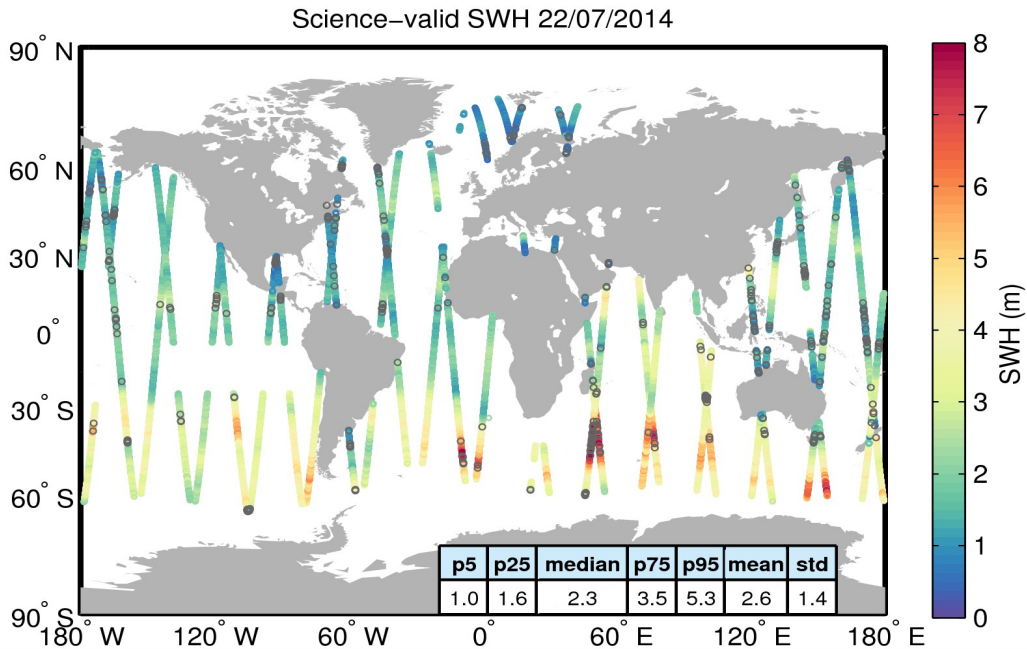 Science−valid SWH 22/07/2014
90° N
60° N
30° N
0°
30° S
60° S
90° S
180° W
120° W
60° W
0°
60° E
120° E
180° E
p5 p25 median p75 p95 mean std
1.0 1.6 2.3 3.5 5.3 2.6 1.4
8
7
6
5
4
3
2
1
0
SWH (m)